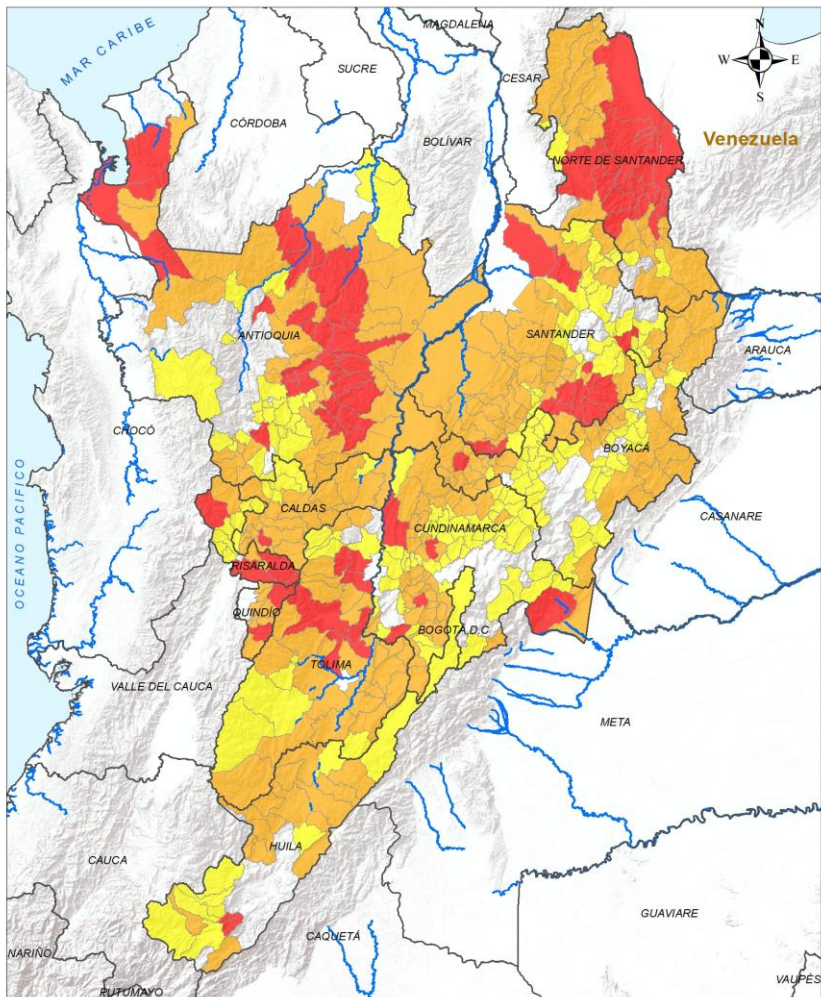 MAGDALENA
N
MAR CARIBE
SUCRE
CESAR
W
E
S
CÓRDOBA
BOLÍVAR
Venezuela
NORTE DE SANTANDER
ANTIOQUIA
SANTANDER
ARAUCA
CHOCÓ
BOYACÁ
OCEANO PACIFICO
CALDAS
CUNDINAMARCA
CASANARE
RISARALDA
QUINDÍO
BOGOTÁ D.C
TOLIMA
VALLE DEL CAUCA
META
HUILA
CAUCA
GUAVIARE
NARIÑO
CAQUETÁ
PUTUMAYO
VAUPÉS